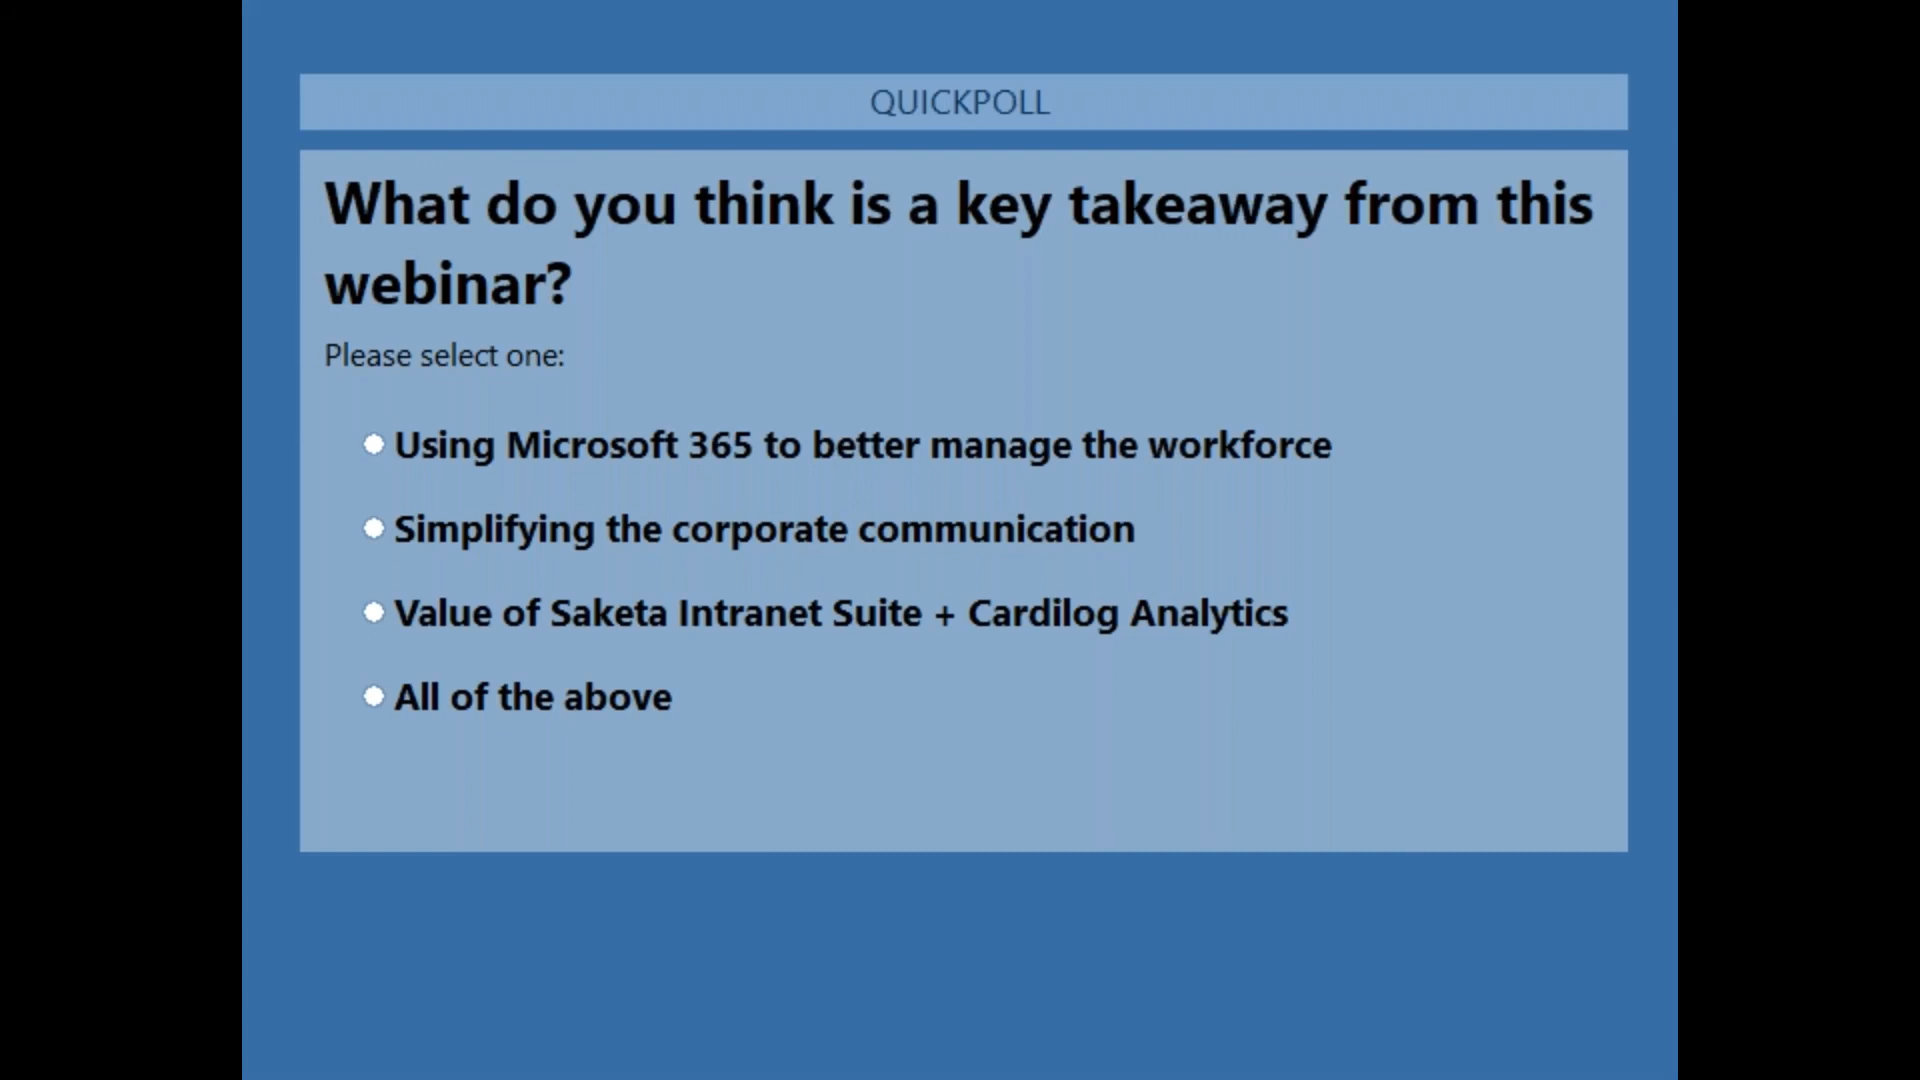 QUICKPOLL
What do you think is a key takeaway from this
webinar?
Please select one:
Using Microsoft 365 to better manage the workforce
Simplifying the corporate communication
Value of Saketa Intranet Suite + Cardilog Analytics
All of the above